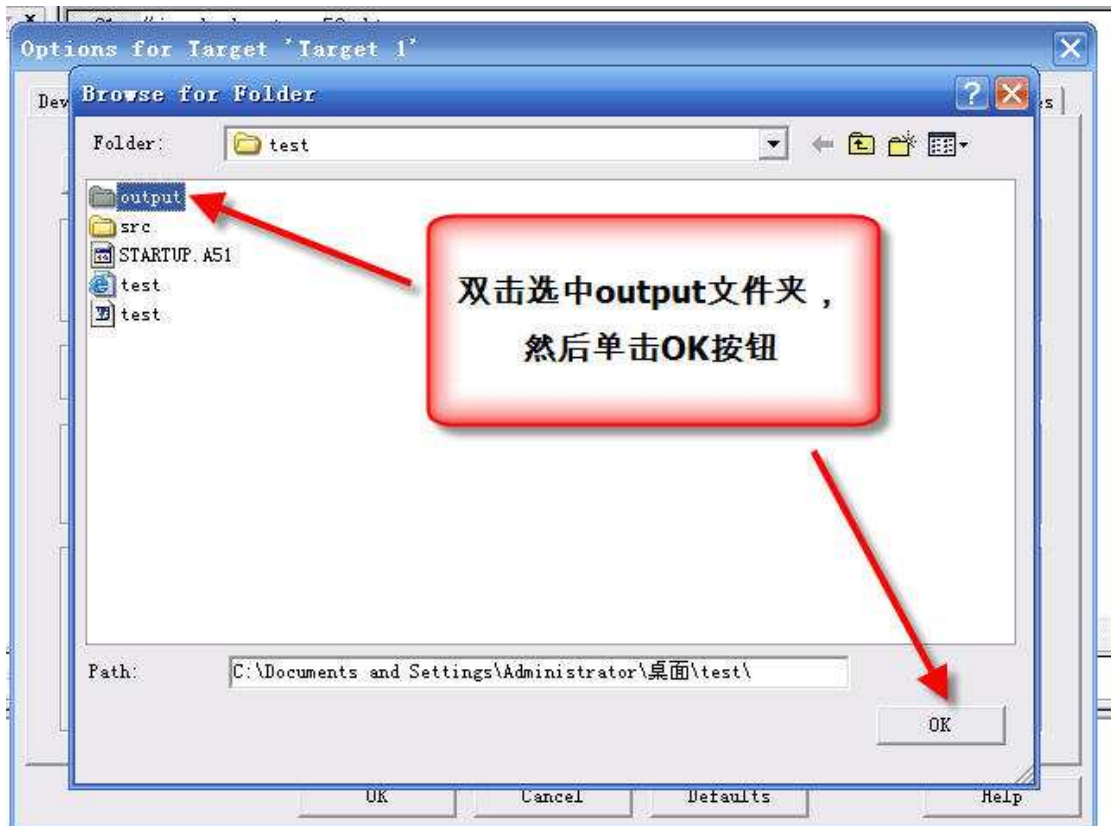 Options for Target 'Target 1'
Browse for Folder
Dev
es
Folder:
test
output
src
STARTUP.A51
test
test
双击选中output文件夹，
然后单击OK按钮
Path:
C:\Documents and Settings\Administrator\桌面\test\
OK
OK
Cancel
Defaults
Help